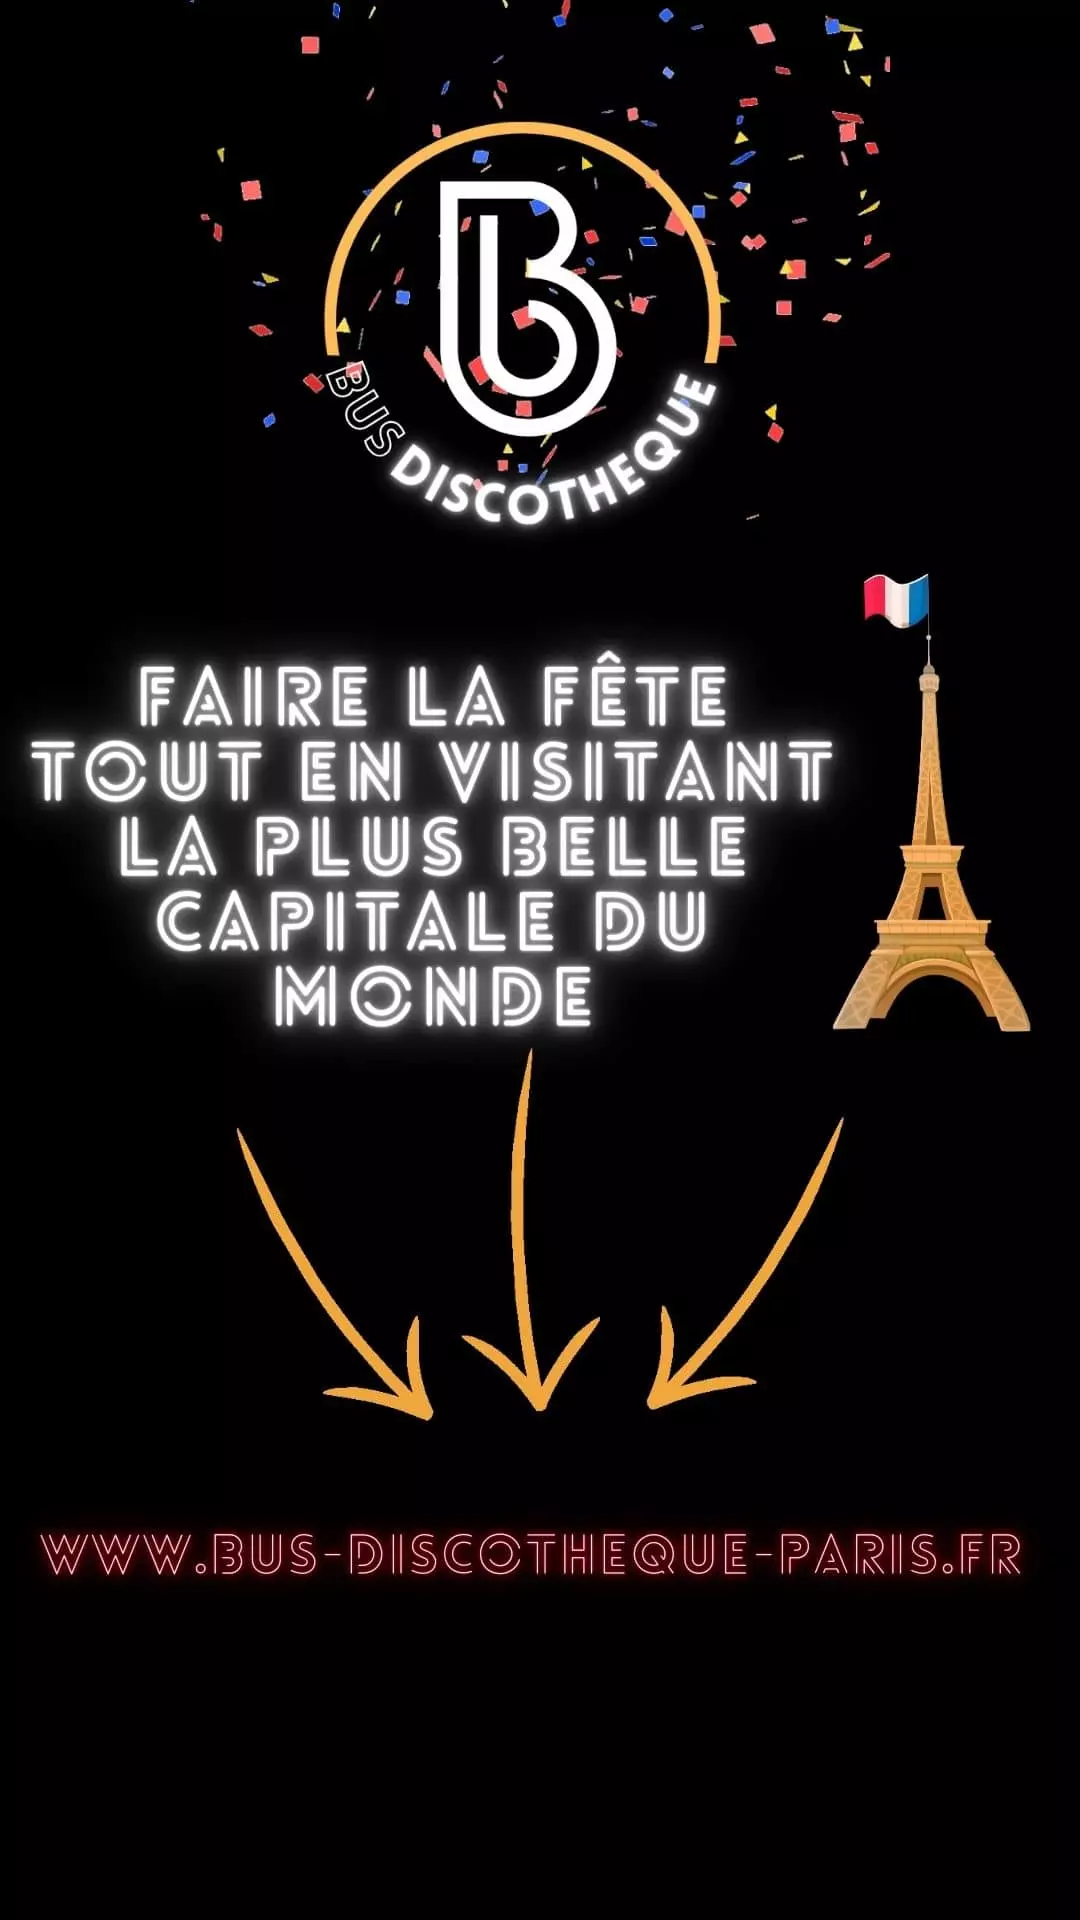 B
BUS DISCOTHEQUE
FAIRE LA FÊTE
TOUT EN VISITANT
LA PLUS BELLE
CAPITALE DU
MONDE
WWW.BUS-DISCOTHEQUE-PARIS.FR